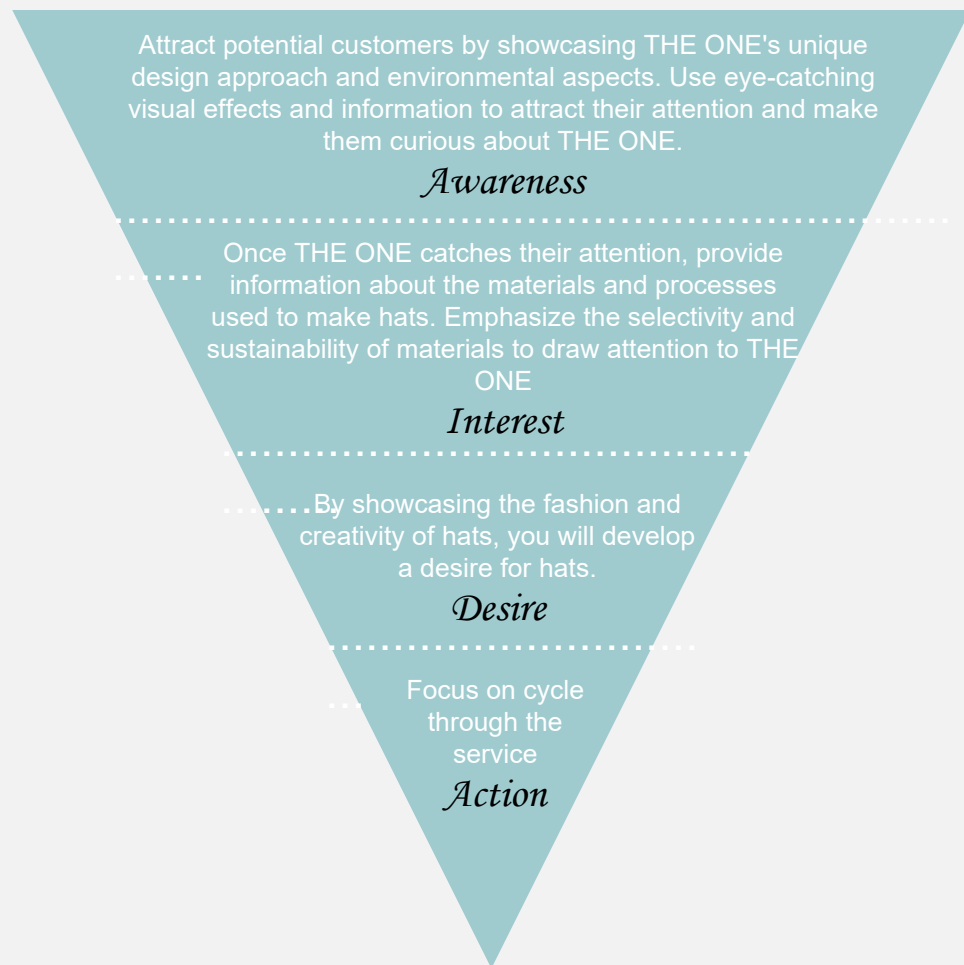 Attract potential customers by showcasing THE ONE's unique
design approach and environmental aspects. Use eye-catching
visual effects and information to attract their attention and make
them curious about THE ONE.
Awareness
Once THE ONE catches their attention, provide
information about the materials and processes
used to make hats. Emphasize the selectivity and
sustainability of materials to draw attention to THE
ONE
Interest
By showcasing the fashion and
creativity of hats, you will develop
a desire for hats.
Desire
Focus on cycle
through the
service
Action